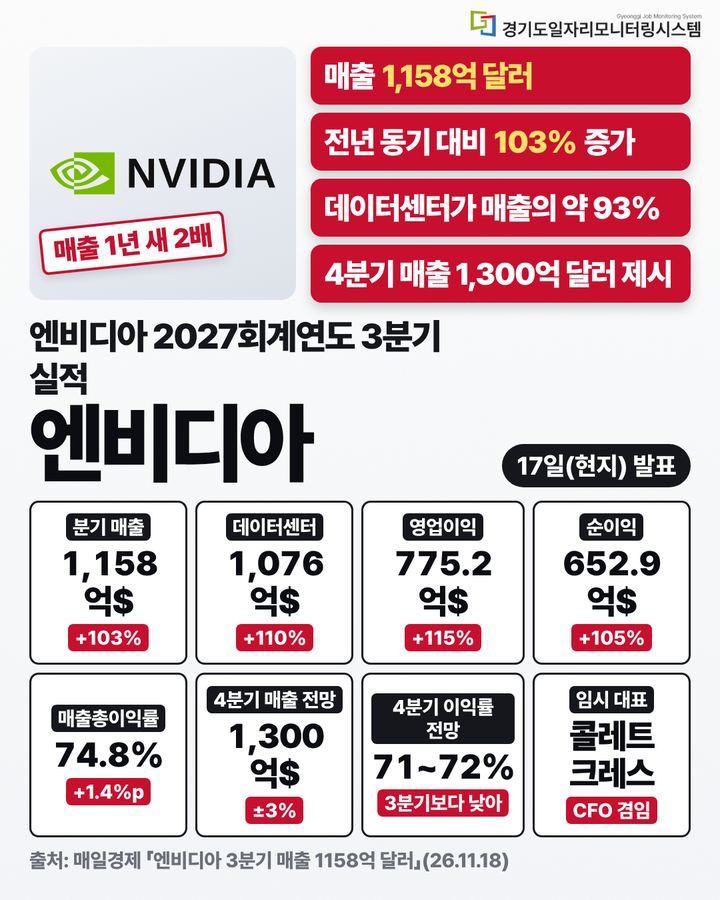 Gyeonggi Job Monitoring System
경기도일자리모니터링시스템
NVIDIA
매출 1년 새 2배
매출 1,158억 달러
전년 동기 대비 103% 증가
데이터센터가 매출의 약 93%
4분기 매출 1,300억 달러 제시
엔비디아 2027회계연도 3분기
실적
엔비디아
17일(현지) 발표
분기 매출
1,158
억$
+103%
데이터센터
1,076
억$
+110%
영업이익
775.2
억$
+115%
순이익
652.9
억$
+105%
매출총이익률
74.8%
+1.4%p
4분기 매출 전망
1,300
억$
±3%
4분기 이익률
전망
71~72%
3분기보다 낮아
임시 대표
콜레트
크레스
CFO 겸임
출처: 매일경제 「엔비디아 3분기 매출 1158억 달러」(26.11.18)